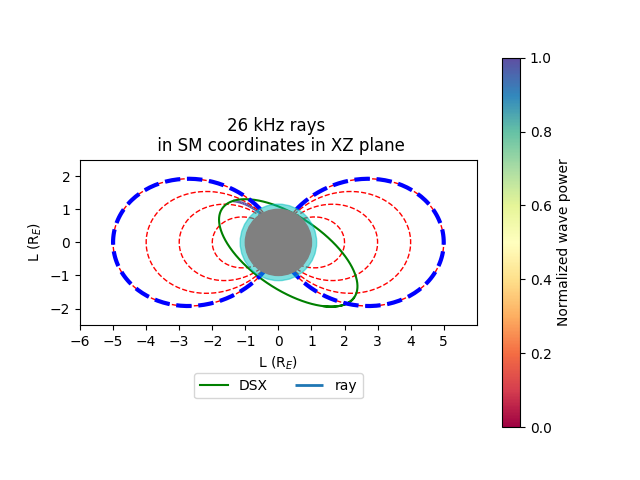 26 kHz rays
in SM coordinates in XZ plane
L (R_E)
2
1
0
−1
−2
−6 −5 −4 −3 −2 −1 0 1 2 3 4 5
L (R_E)
DSX ray
1.0
0.8
0.6
0.4
0.2
0.0
Normalized wave power